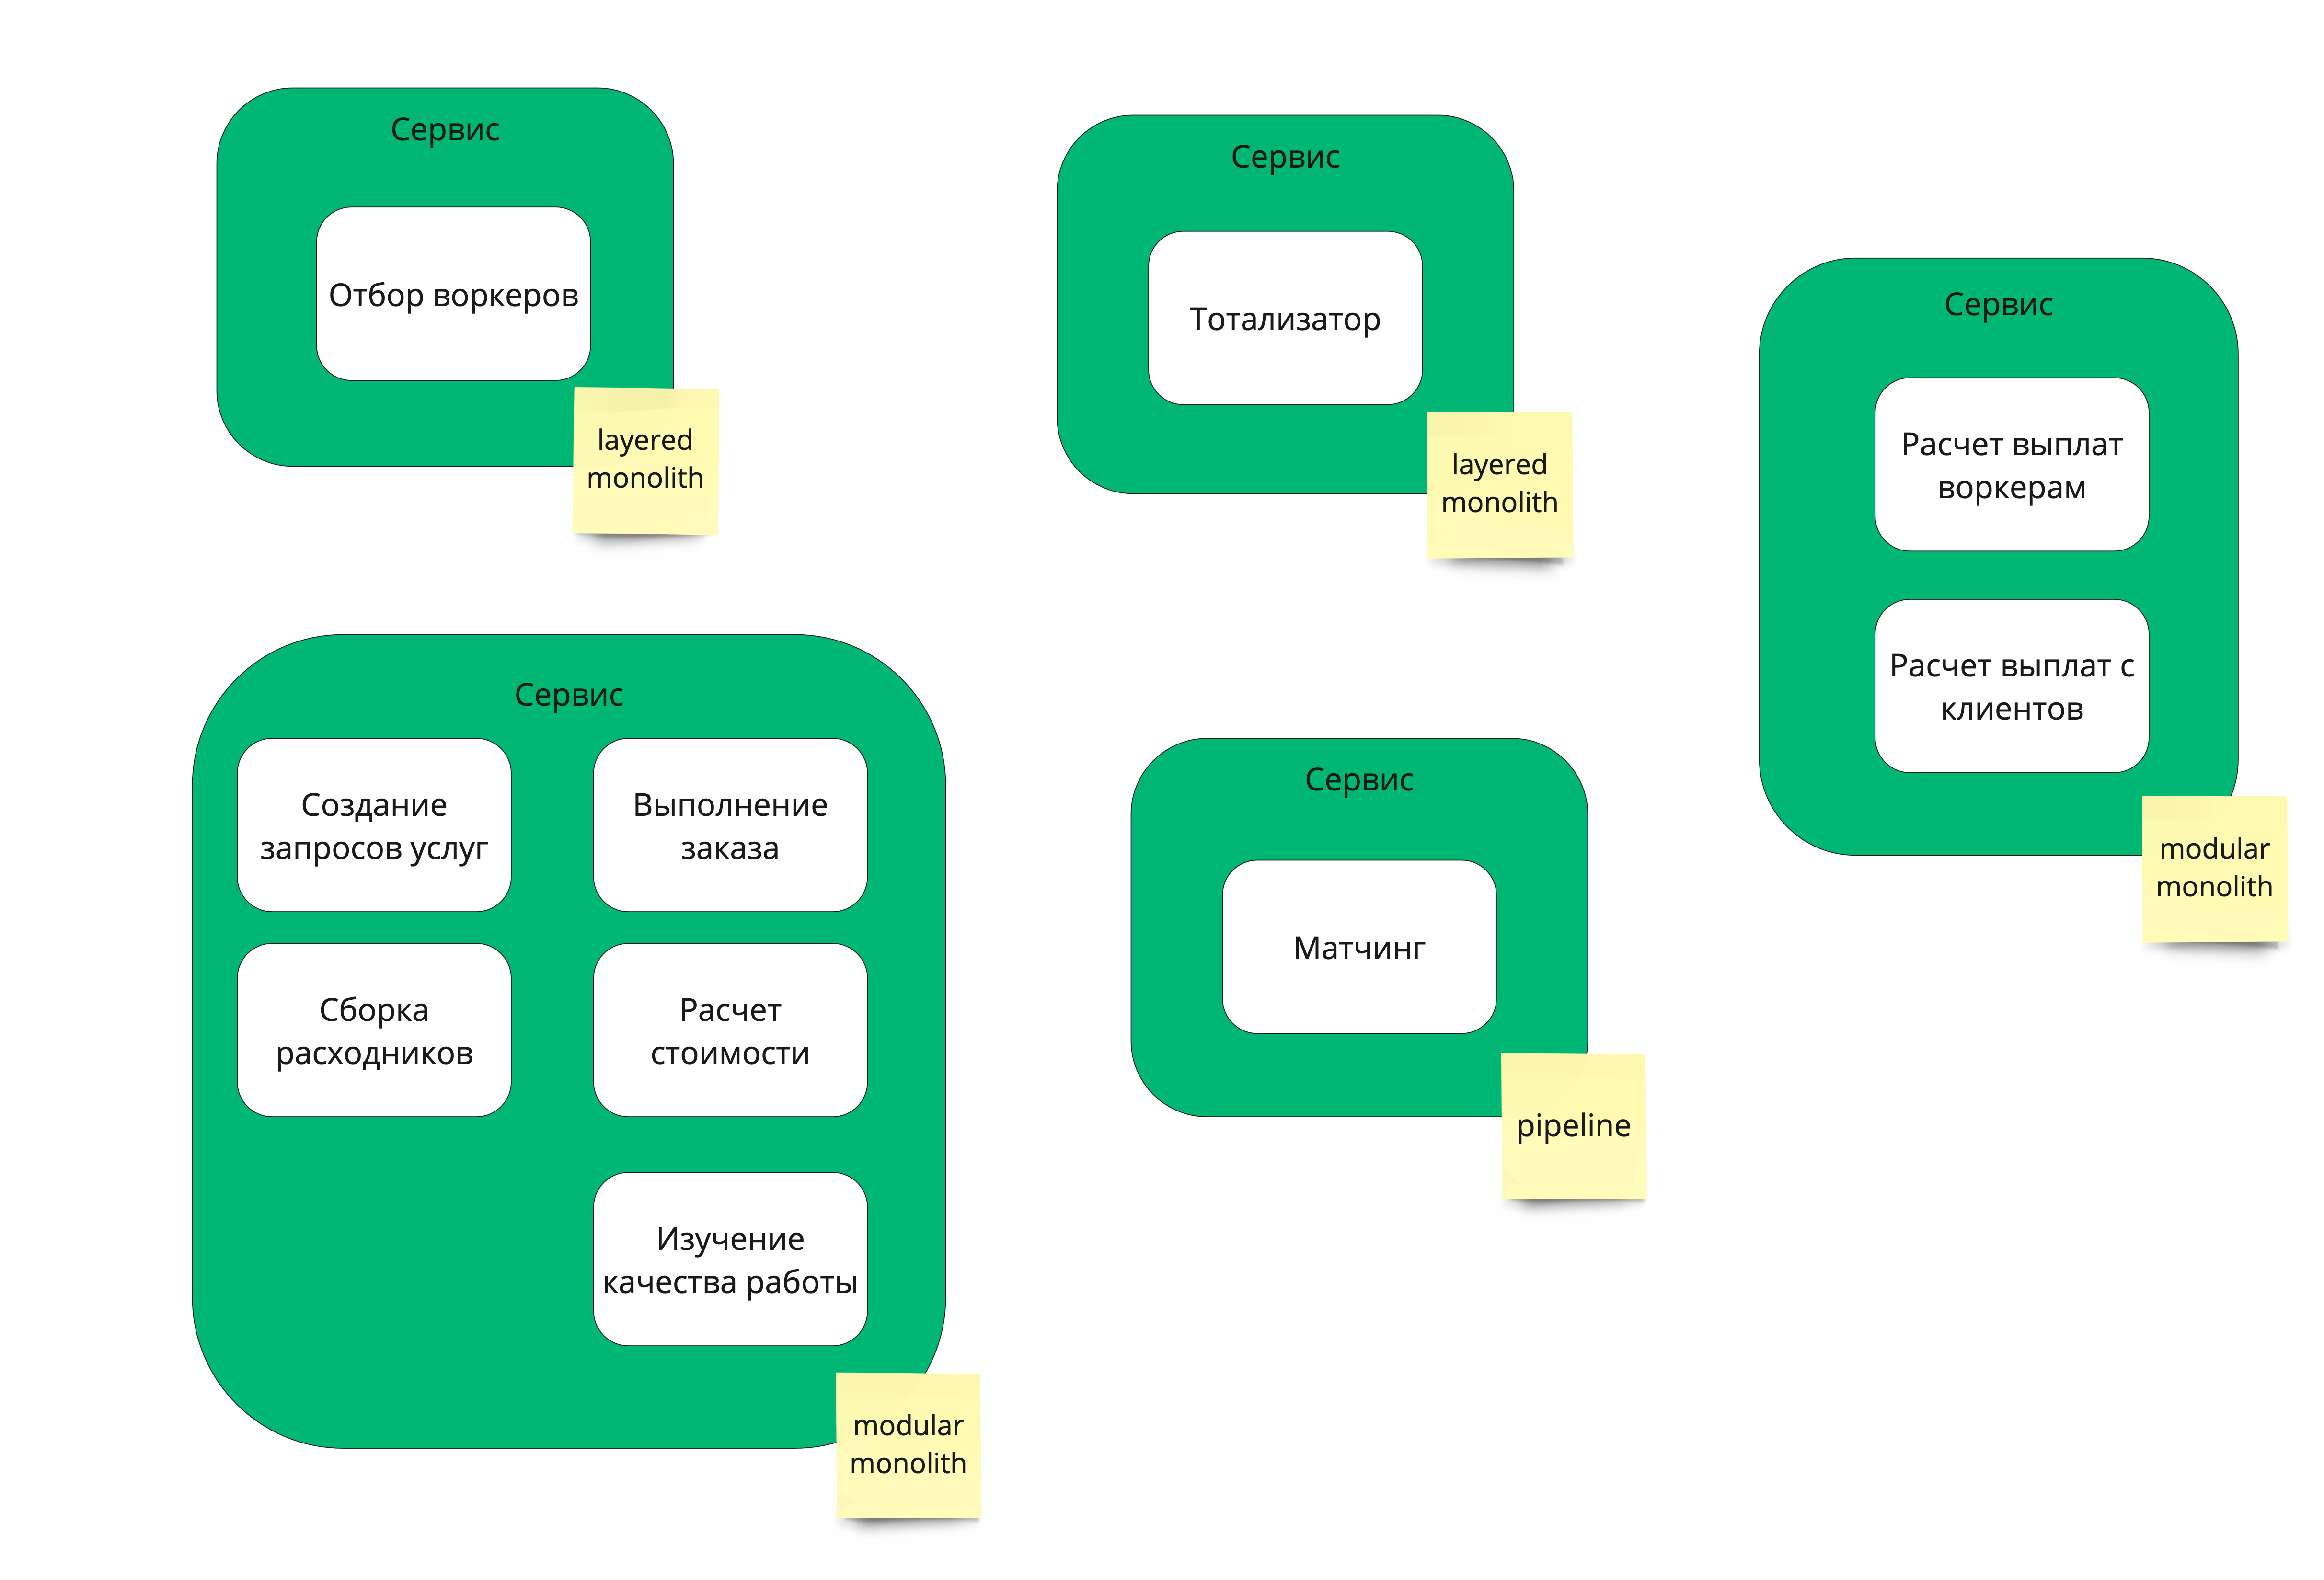 Сервис
Отбор воркеров
layered
monolith
Сервис
Тотализатор
layered
monolith
Сервис
Расчет выплат
воркерам
Расчет выплат с
клиентов
modular
monolith
Сервис
Создание
запросов услуг
Выполнение
заказа
Сборка
расходников
Расчет
стоимости
Изучение
качества работы
modular
monolith
Сервис
Матчинг
pipeline